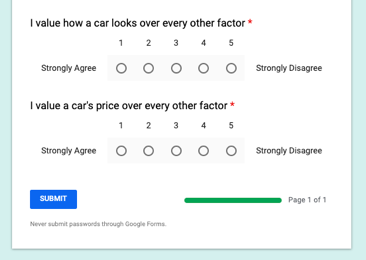 I value how a car looks over every other factor *
1 2 3 4 5
Strongly Agree Strongly Disagree
I value a car's price over every other factor *
1 2 3 4 5
Strongly Agree Strongly Disagree
SUBMIT Page 1 of 1
Never submit passwords through Google Forms.